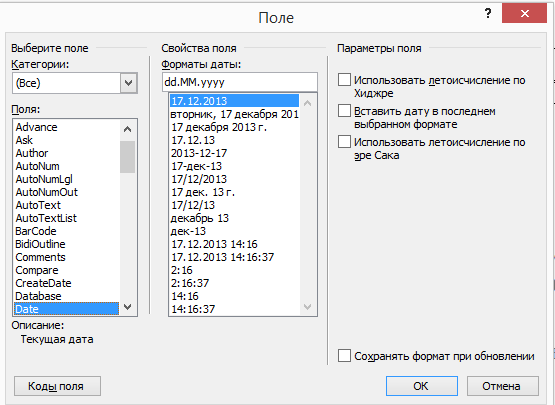 Поле
?
Выберите поле
Категории:
(Все)
Поля:
Advance
Ask
Author
AutoNum
AutoNumLgl
AutoNumOut
AutoText
AutoTextList
BarCode
BidiOutline
Comments
Compare
CreateDate
Database
Date
Описание:
Текущая дата
Свойства поля
Форматы даты:
dd.MM.yyyy
17.12.2013
вторник, 17 декабря 201
17 декабря 2013 г.
17.12.13
2013-12-17
17-дек-13
17/12/2013
17 дек. 13 г.
17/12/13
декабрь 13
дек-13
17.12.2013 14:16
17.12.2013 14:16:37
2:16
2:16:37
14:16
14:16:37
Параметры поля
Использовать летоисчисление по
Хиджре
Вставить дату в последнем
выбранном формате
Использовать летоисчисление по
эре Сака
Сохранять формат при обновлении
Коды поля
ОК
Отмена